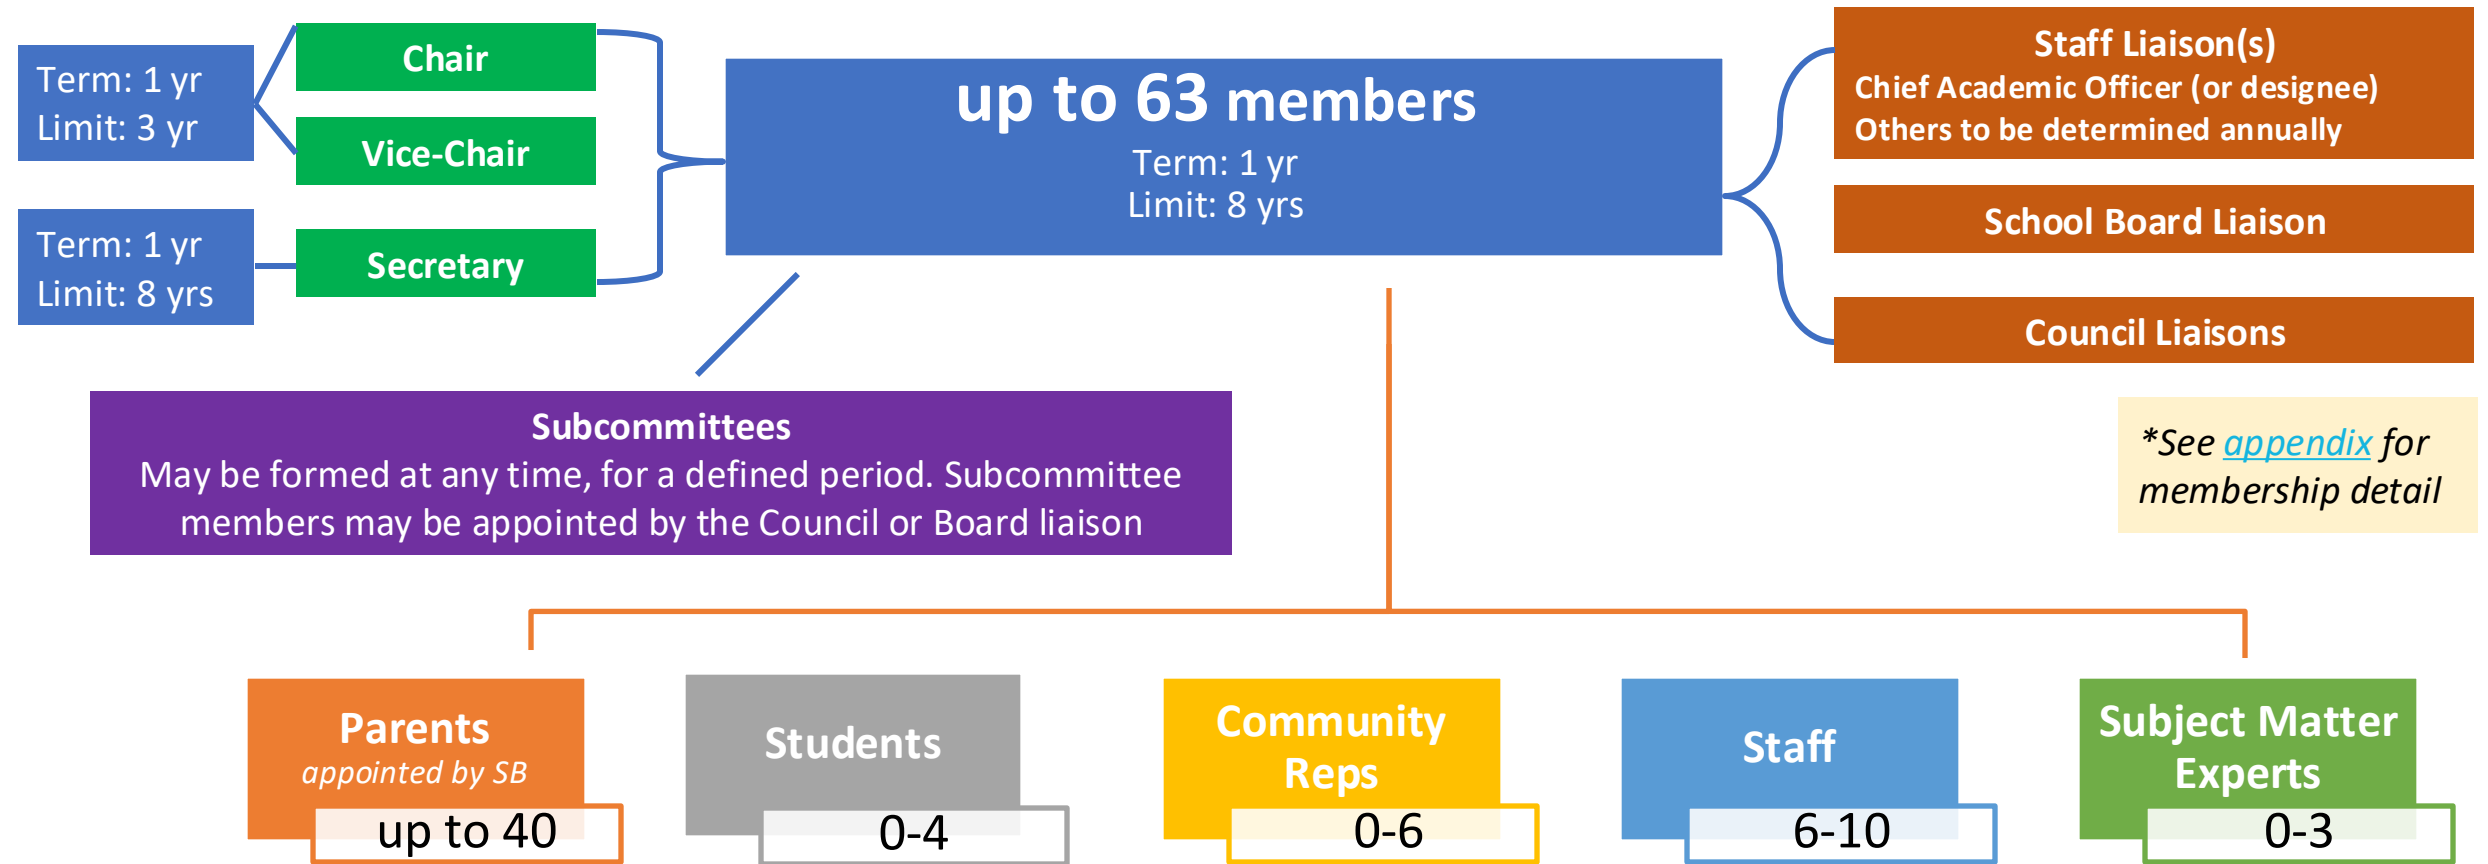 Term: 1 yr
Limit: 3 yr
Chair
Vice-Chair
Term: 1 yr
Limit: 8 yrs
Secretary
up to 63 members
Term: 1 yr
Limit: 8 yrs
Staff Liaison(s)
Chief Academic Officer (or designee)
Others to be determined annually
School Board Liaison
Council Liaisons
Subcommittees
May be formed at any time, for a defined period. Subcommittee
members may be appointed by the Council or Board liaison
*See appendix for
membership detail
Parents
appointed by SB
up to 40
Students
0-4
Community
Reps
0-6
Staff
6-10
Subject Matter
Experts
0-3